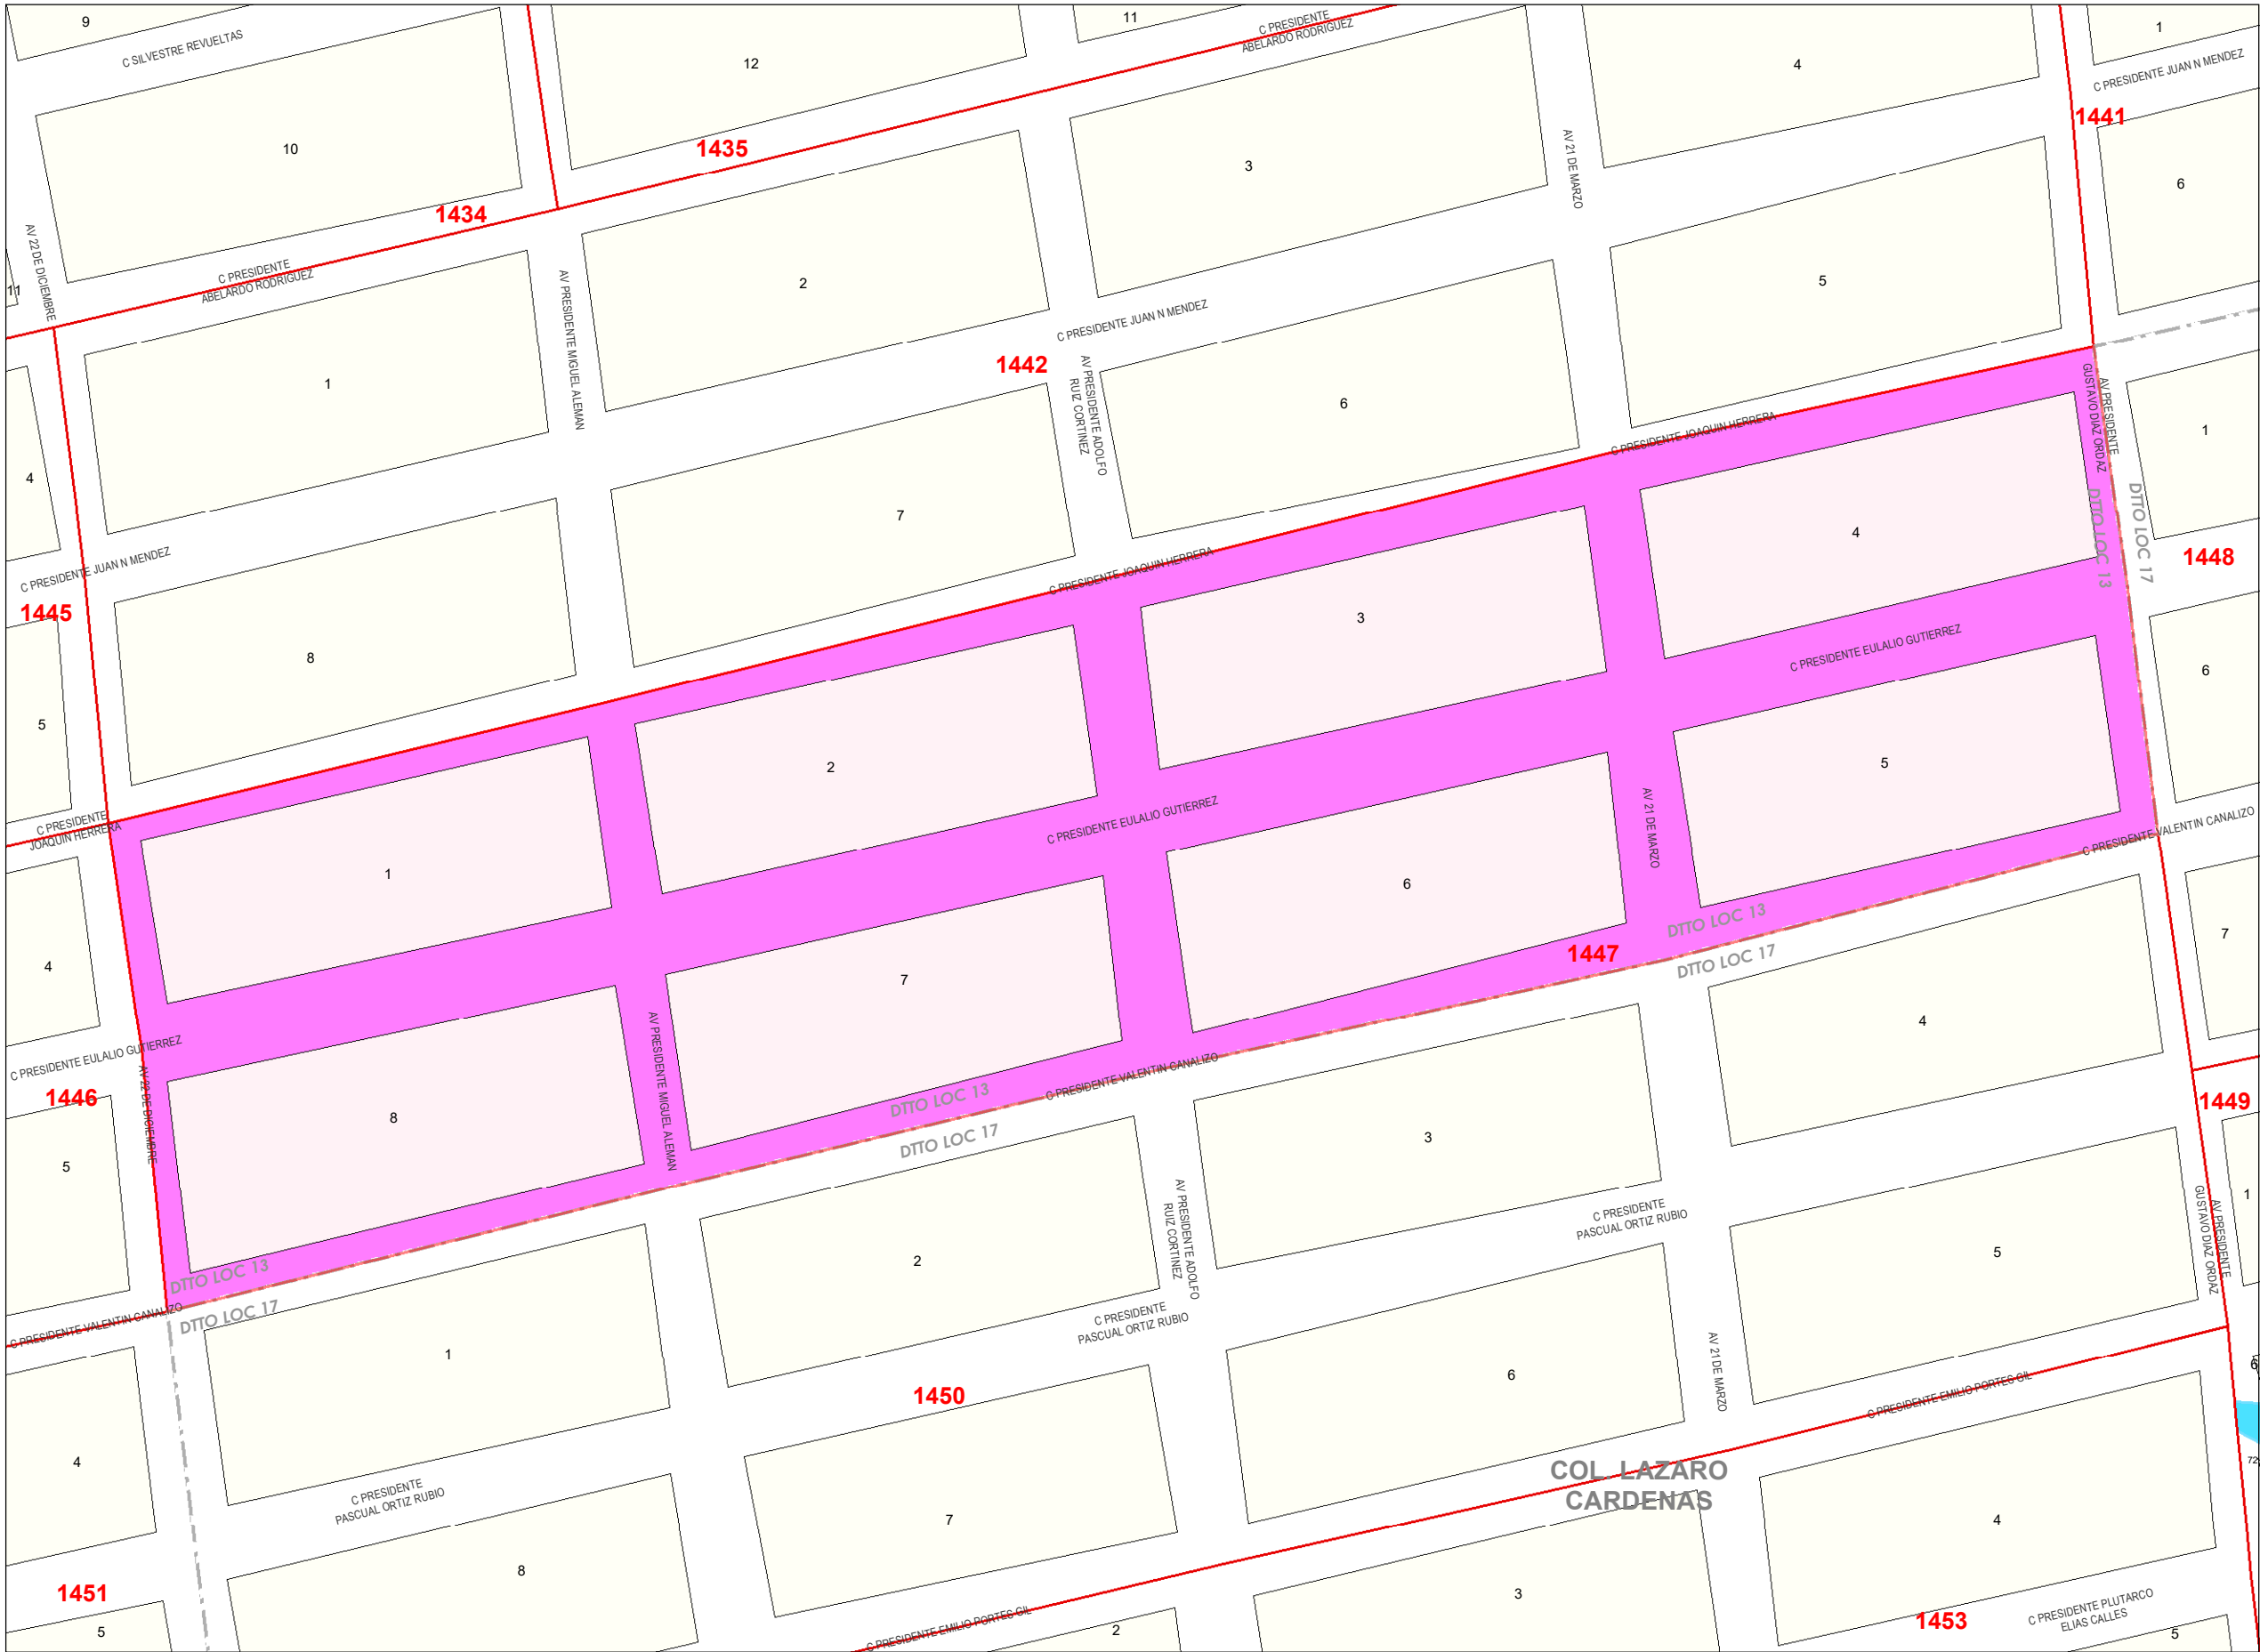 9
C SILVESTRE REVUELTAS
12
11
C PRESIDENTE
ABELARDO RODRIGUEZ
4
1
C PRESIDENTE JUAN N MENDEZ
10
1435
3
AV 21 DE MARZO
1441
6
1434
AV 22 DE DICIEMBRE
11
C PRESIDENTE
ABELARDO RODRIGUEZ
AV PRESIDENTE MIGUEL ALEMAN
2
5
C PRESIDENTE JUAN N MENDEZ
1
1442
AV PRESIDENTE ADOLFO
RUIZ CORTINEZ
6
C PRESIDENTE JOAQUIN HERRERA
AV PRESIDENTE
GUSTAVO DIAZ ORDAZ
1
4
7
4
DTTO LOC 13
DTTO LOC 17
1448
C PRESIDENTE JUAN N MENDEZ
1445
C PRESIDENTE JOAQUIN HERRERA
3
C PRESIDENTE EULALIO GUTIERREZ
6
8
5
2
5
C PRESIDENTE
JOAQUIN HERRERA
C PRESIDENTE EULALIO GUTIERREZ
AV 21 DE MARZO
C PRESIDENTE VALENTIN CANALIZO
1
6
4
7
1447
DTTO LOC 13
DTTO LOC 17
7
4
C PRESIDENTE EULALIO GUTIERREZ
1446
AV 22 DE DICIEMBRE
8
AV PRESIDENTE MIGUEL ALEMAN
DTTO LOC 13
DTTO LOC 17
C PRESIDENTE VALENTIN CANALIZO
3
1449
5
1
AV PRESIDENTE
GUSTAVO DIAZ ORDAZ
AV PRESIDENTE ADOLFO
RUIZ CORTINEZ
C PRESIDENTE
PASCUAL ORTIZ RUBIO
5
2
DTTO LOC 13
DTTO LOC 17
C PRESIDENTE VALENTIN CANALIZO
C PRESIDENTE
PASCUAL ORTIZ RUBIO
1
6
AV 21 DE MARZO
C PRESIDENTE EMILIO PORTES GIL
6
1450
4
COL. LAZARO
CARDENAS
72
C PRESIDENTE
PASCUAL ORTIZ RUBIO
7
4
8
1451
3
C PRESIDENTE PLUTARCO
ELIAS CALLES
1453
5
C PRESIDENTE EMILIO PORTES GIL
2
5